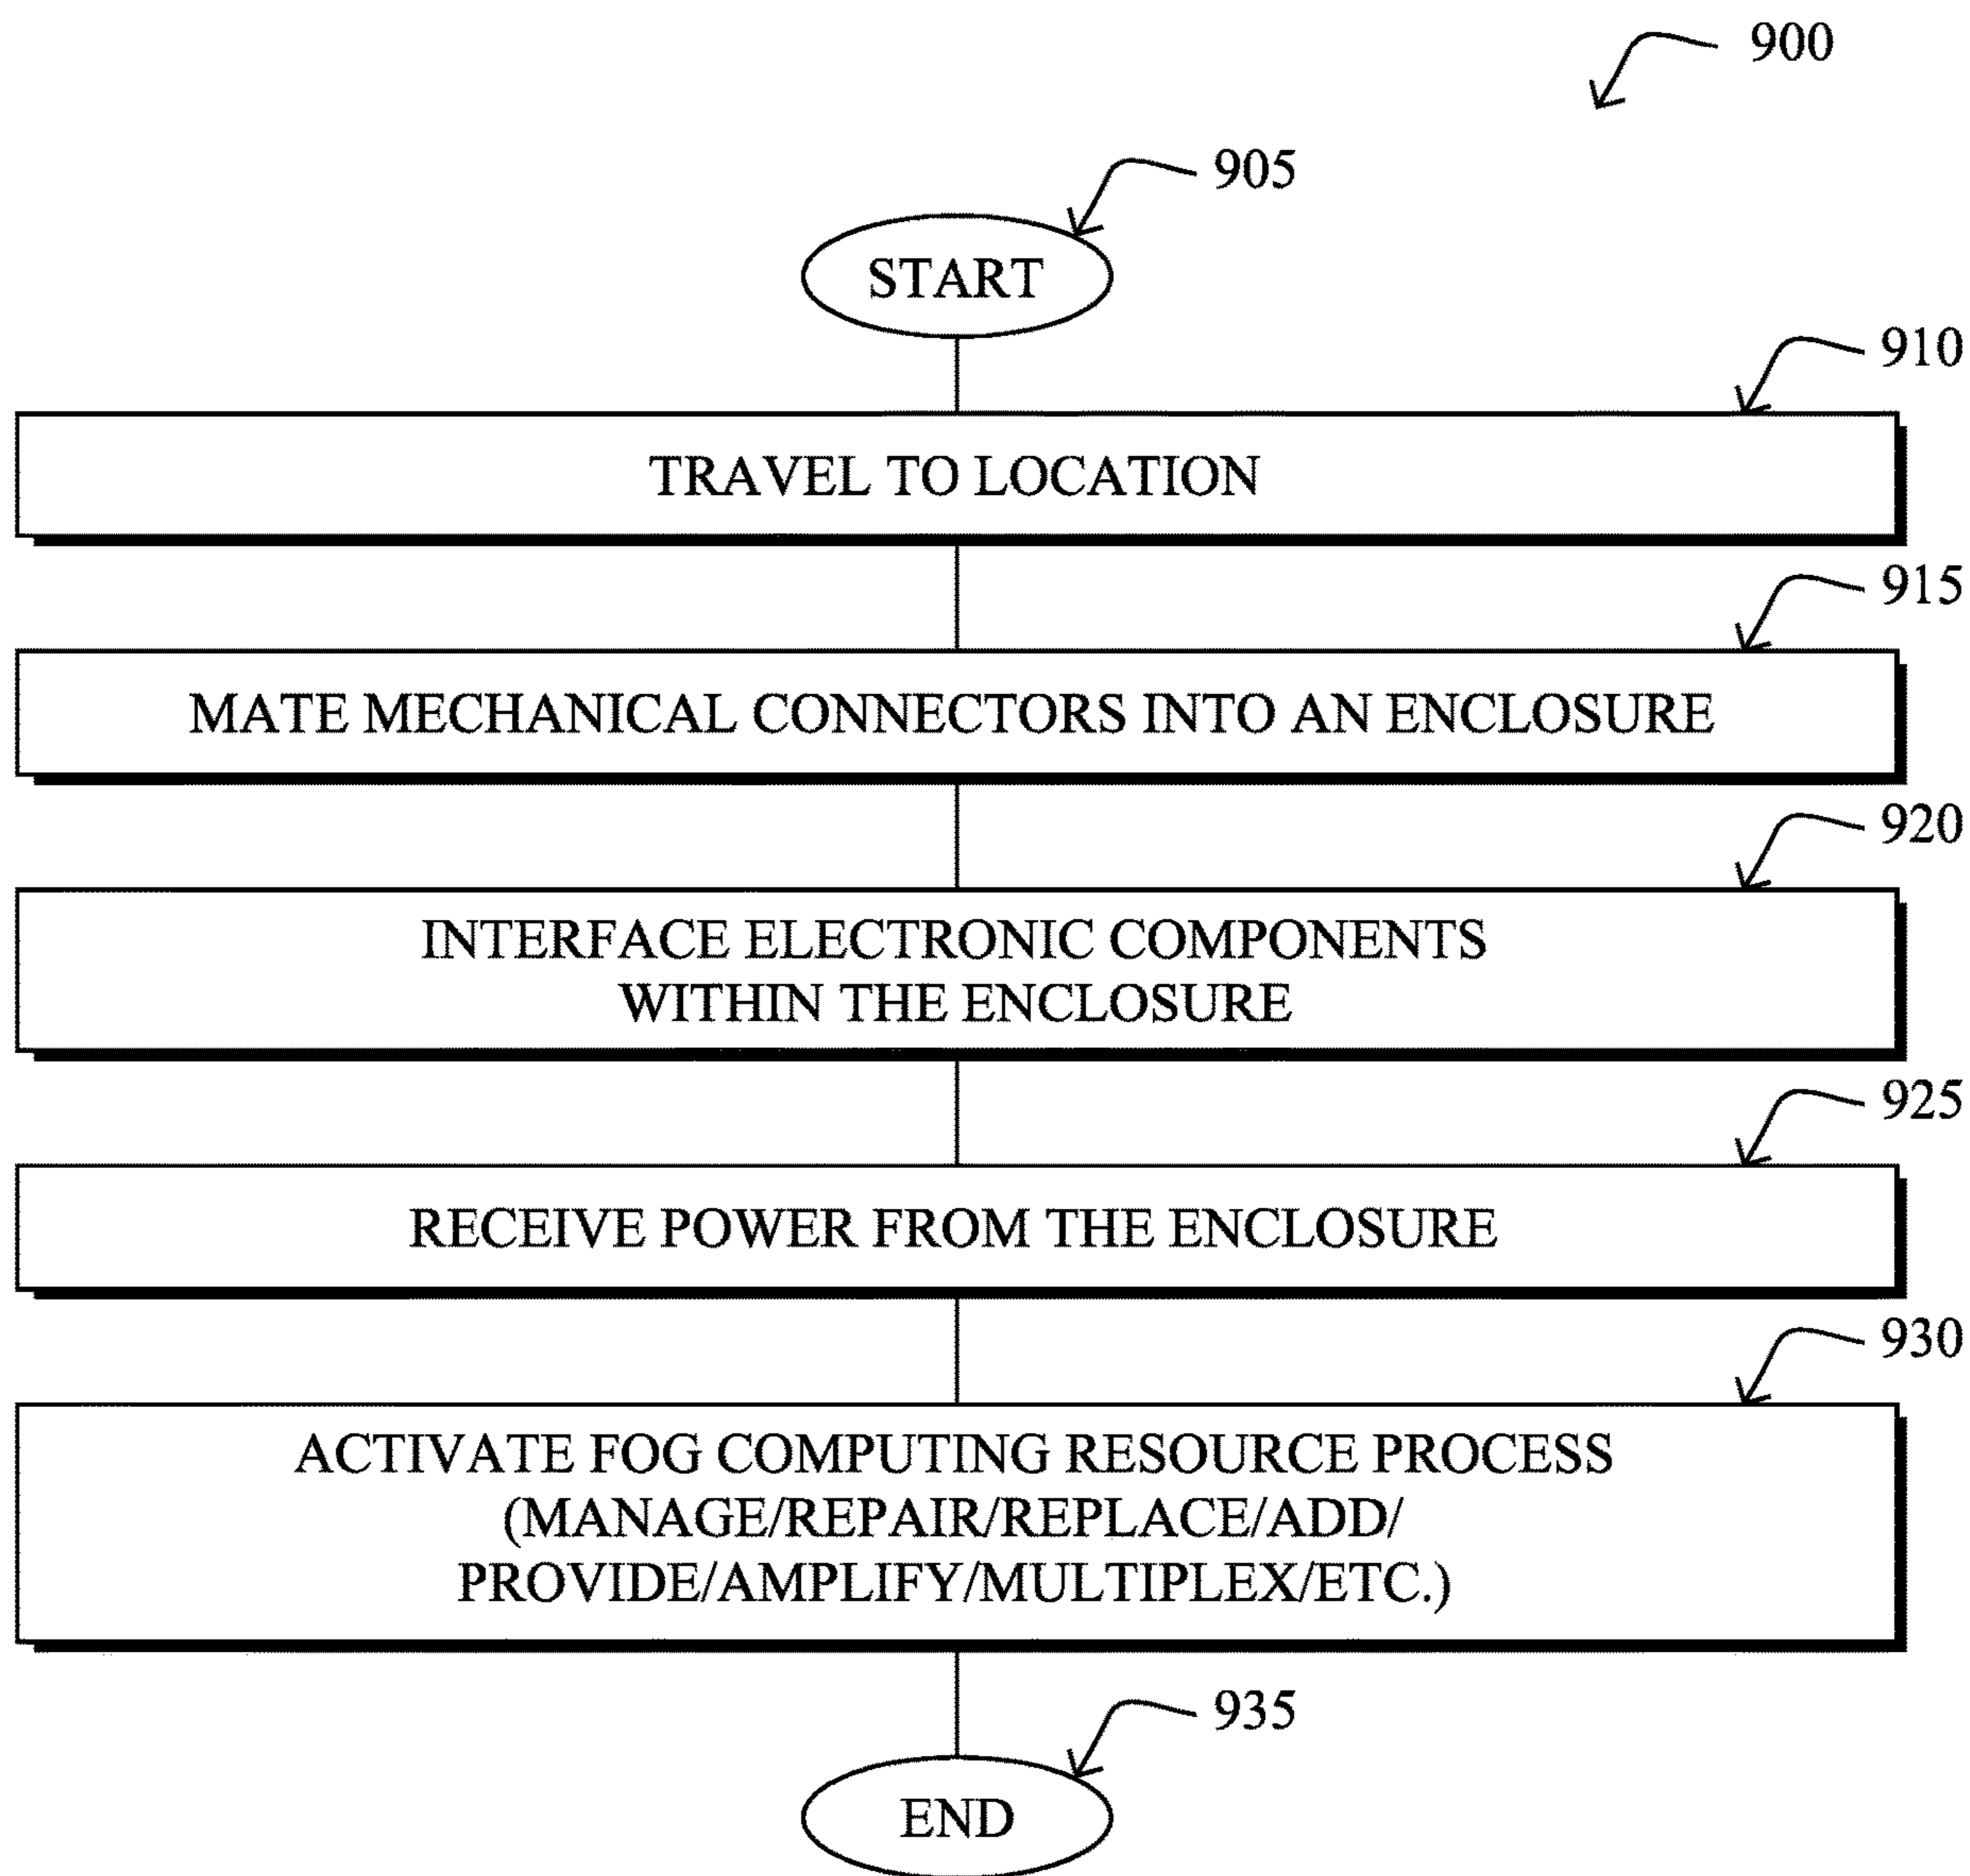 900
905
START
910
TRAVEL TO LOCATION
915
MATE MECHANICAL CONNECTORS INTO AN ENCLOSURE
920
INTERFACE ELECTRONIC COMPONENTS
WITHIN THE ENCLOSURE
925
RECEIVE POWER FROM THE ENCLOSURE
930
ACTIVATE FOG COMPUTING RESOURCE PROCESS
(MANAGE/REPAIR/REPLACE/ADD/
PROVIDE/AMPLIFY/MULTIPLEX/ETC.)
935
END